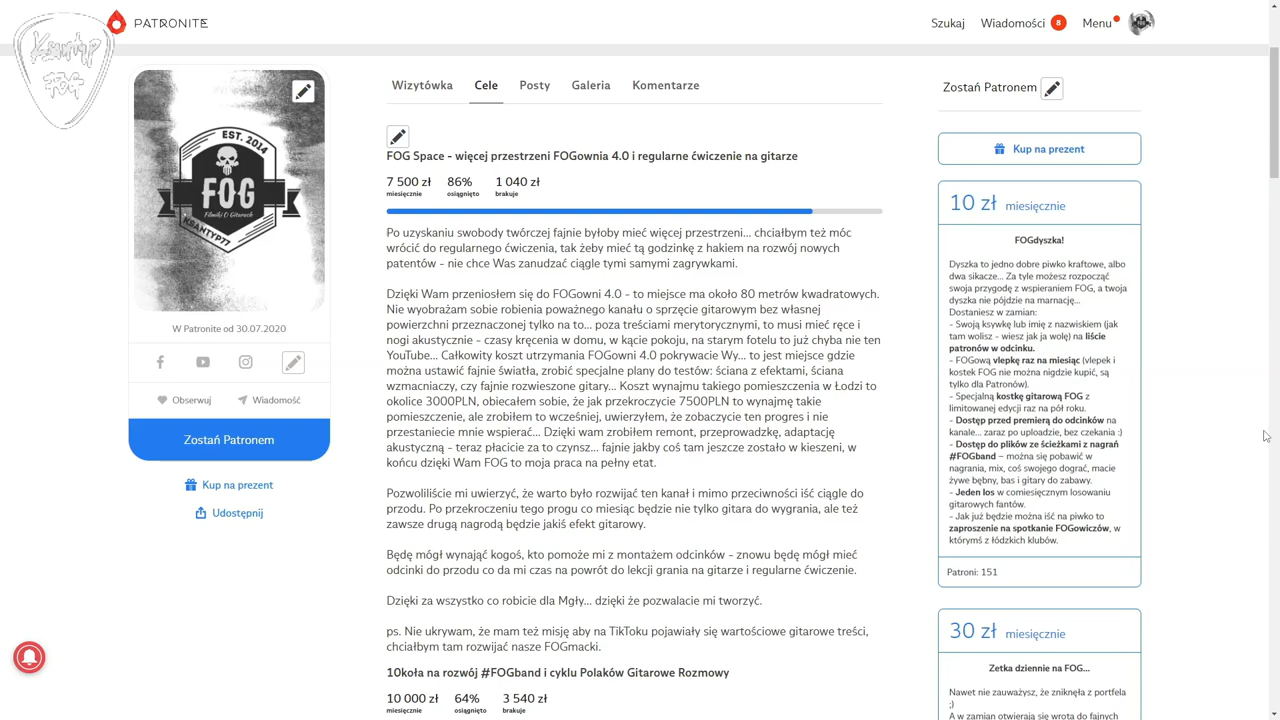 Ksantyp
FOG
PATRONITE
Szukaj
Wiadomości 8
Menu
EST. 2014
FOG
Filmiki O Gitarach
KSANTYP77
W Patronite od 30.07.2020
Obserwuj
Wiadomość
Zostań Patronem
Kup na prezent
Udostępnij
Wizytówka Cele Posty Galeria Komentarze
FOG Space - więcej przestrzeni FOGownia 4.0 i regularne ćwiczenie na gitarze
7 500 zł 86% 1 040 zł
miesięcznie osiągnięto brakuje
Po uzyskaniu swobody twórczej fajnie byłoby mieć więcej przestrzeni... chciałbym też móc
wrócić do regularnego ćwiczenia, tak żeby mieć tą godzinkę z hakiem na rozwój nowych
patentów - nie chce Was zanudzać ciągle tymi samymi zagrywkami.
Dzięki Wam przeniosłem się do FOGowni 4.0 - to miejsce ma około 80 metrów kwadratowych.
Nie wyobrażam sobie robienia poważnego kanału o sprzęcie gitarowym bez własnej
powierzchni przeznaczonej tylko na to... poza treściami merytorycznymi, to musi mieć ręce i
nogi akustycznie - czasy kręcenia w domu, w kącie pokoju, na starym fotelu to już chyba nie ten
YouTube... Całkowity koszt utrzymania FOGowni 4.0 pokrywacie Wy... to jest miejsce gdzie
można ustawić fajnie światła, zrobić specjalne plany do testów: ściana z efektami, ściana
wzmacniaczy, czy fajnie rozwieszone gitary... Koszt wynajmu takiego pomieszczenia w Łodzi to
okolice 3000PLN, obiecałem sobie, że jak przekroczycie 7500PLN to wynajmę takie
pomieszczenie, ale zrobiłem to wcześniej, uwierzyłem, że zobaczycie ten progres i nie
przestaniecie mnie wspierać... Dzięki wam zrobiłem remont, przeprowadzkę, adaptację
akustyczną - teraz płacicie za to czynsz... fajnie jakby coś tam jeszcze zostało w kieszeni, w
końcu dzięki Wam FOG to moja praca na pełny etat.
Pozwoliliście mi uwierzyć, że warto było rozwijać ten kanał i mimo przeciwności iść ciągle do
przodu. Po przekroczeniu tego progu co miesiąc będzie nie tylko gitara do wygrania, ale też
zawsze drugą nagrodą będzie jakiś efekt gitarowy.
Będę mógł wynająć kogoś, kto pomoże mi z montażem odcinków - znowu będę mógł mieć
odcinki do przodu co da mi czas na powrót do lekcji grania na gitarze i regularne ćwiczenie.
Dzięki za wszystko co robicie dla Mgły... dzięki że pozwalacie mi tworzyć.
ps. Nie ukrywam, że mam też misję aby na TikToku pojawiały się wartościowe gitarowe treści,
chciałbym tam rozwijać nasze FOGmacki.
10koła na rozwój #FOGband i cyklu Polaków Gitarowe Rozmowy
10 000 zł 64% 3 540 zł
miesięcznie osiągnięto brakuje
Zostań Patronem
Kup na prezent
10 zł miesięcznie
FOGdyszka!
Dyszka to jedno dobre piwko kraftowe, albo
dwa sikacze... Za tyle możesz rozpocząć
swoja przygodę z wspieraniem FOG, a twoja
dyszka nie pójdzie na marnację...
Dostaniesz w zamian:
- Swoją ksywkę lub imię z nazwiskiem (jak
tam wolisz - wiesz jak ja wolę) na liście
patronów w odcinku.
- FOGową vlepkę raz na miesiąc (vlepek i
kostek FOG nie można nigdzie kupić, są
tylko dla Patronów).
- Specjalną kostkę gitarową FOG z
limitowanej edycji raz na pół roku.
- Dostęp przed premierą do odcinków na
kanale... zaraz po uploadzie, bez czekania :)
- Dostęp do plików ze ścieżkami z nagrań
#FOGband – można się pobawić w
nagrania, mix, coś swojego dograć, macie
żywe bębny, bas i gitary do zabawy.
- Jeden los w comiesięcznym losowaniu
gitarowych fantów.
- Jak już będzie można iść na piwko to
zaproszenie na spotkanie FOGowiczów, w
którymś z łódzkich klubów.
Patroni: 151
30 zł miesięcznie
Zetka dziennie na FOG...
Nawet nie zauważysz, że zniknęła z portfela
;)
A w zamian otwierają się wrota do fajnych